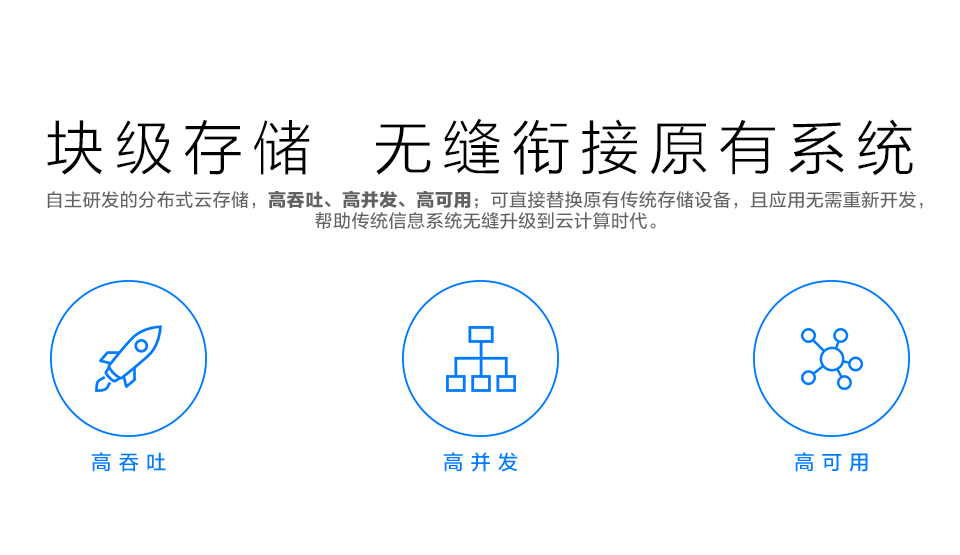 块级存储 无缝衔接原有系统
自主研发的分布式云存储，高吞吐、高并发、高可用；可直接替换原有传统存储设备，且应用无需重新开发，
帮助传统信息系统无缝升级到云计算时代。
高吞吐
高并发
高可用